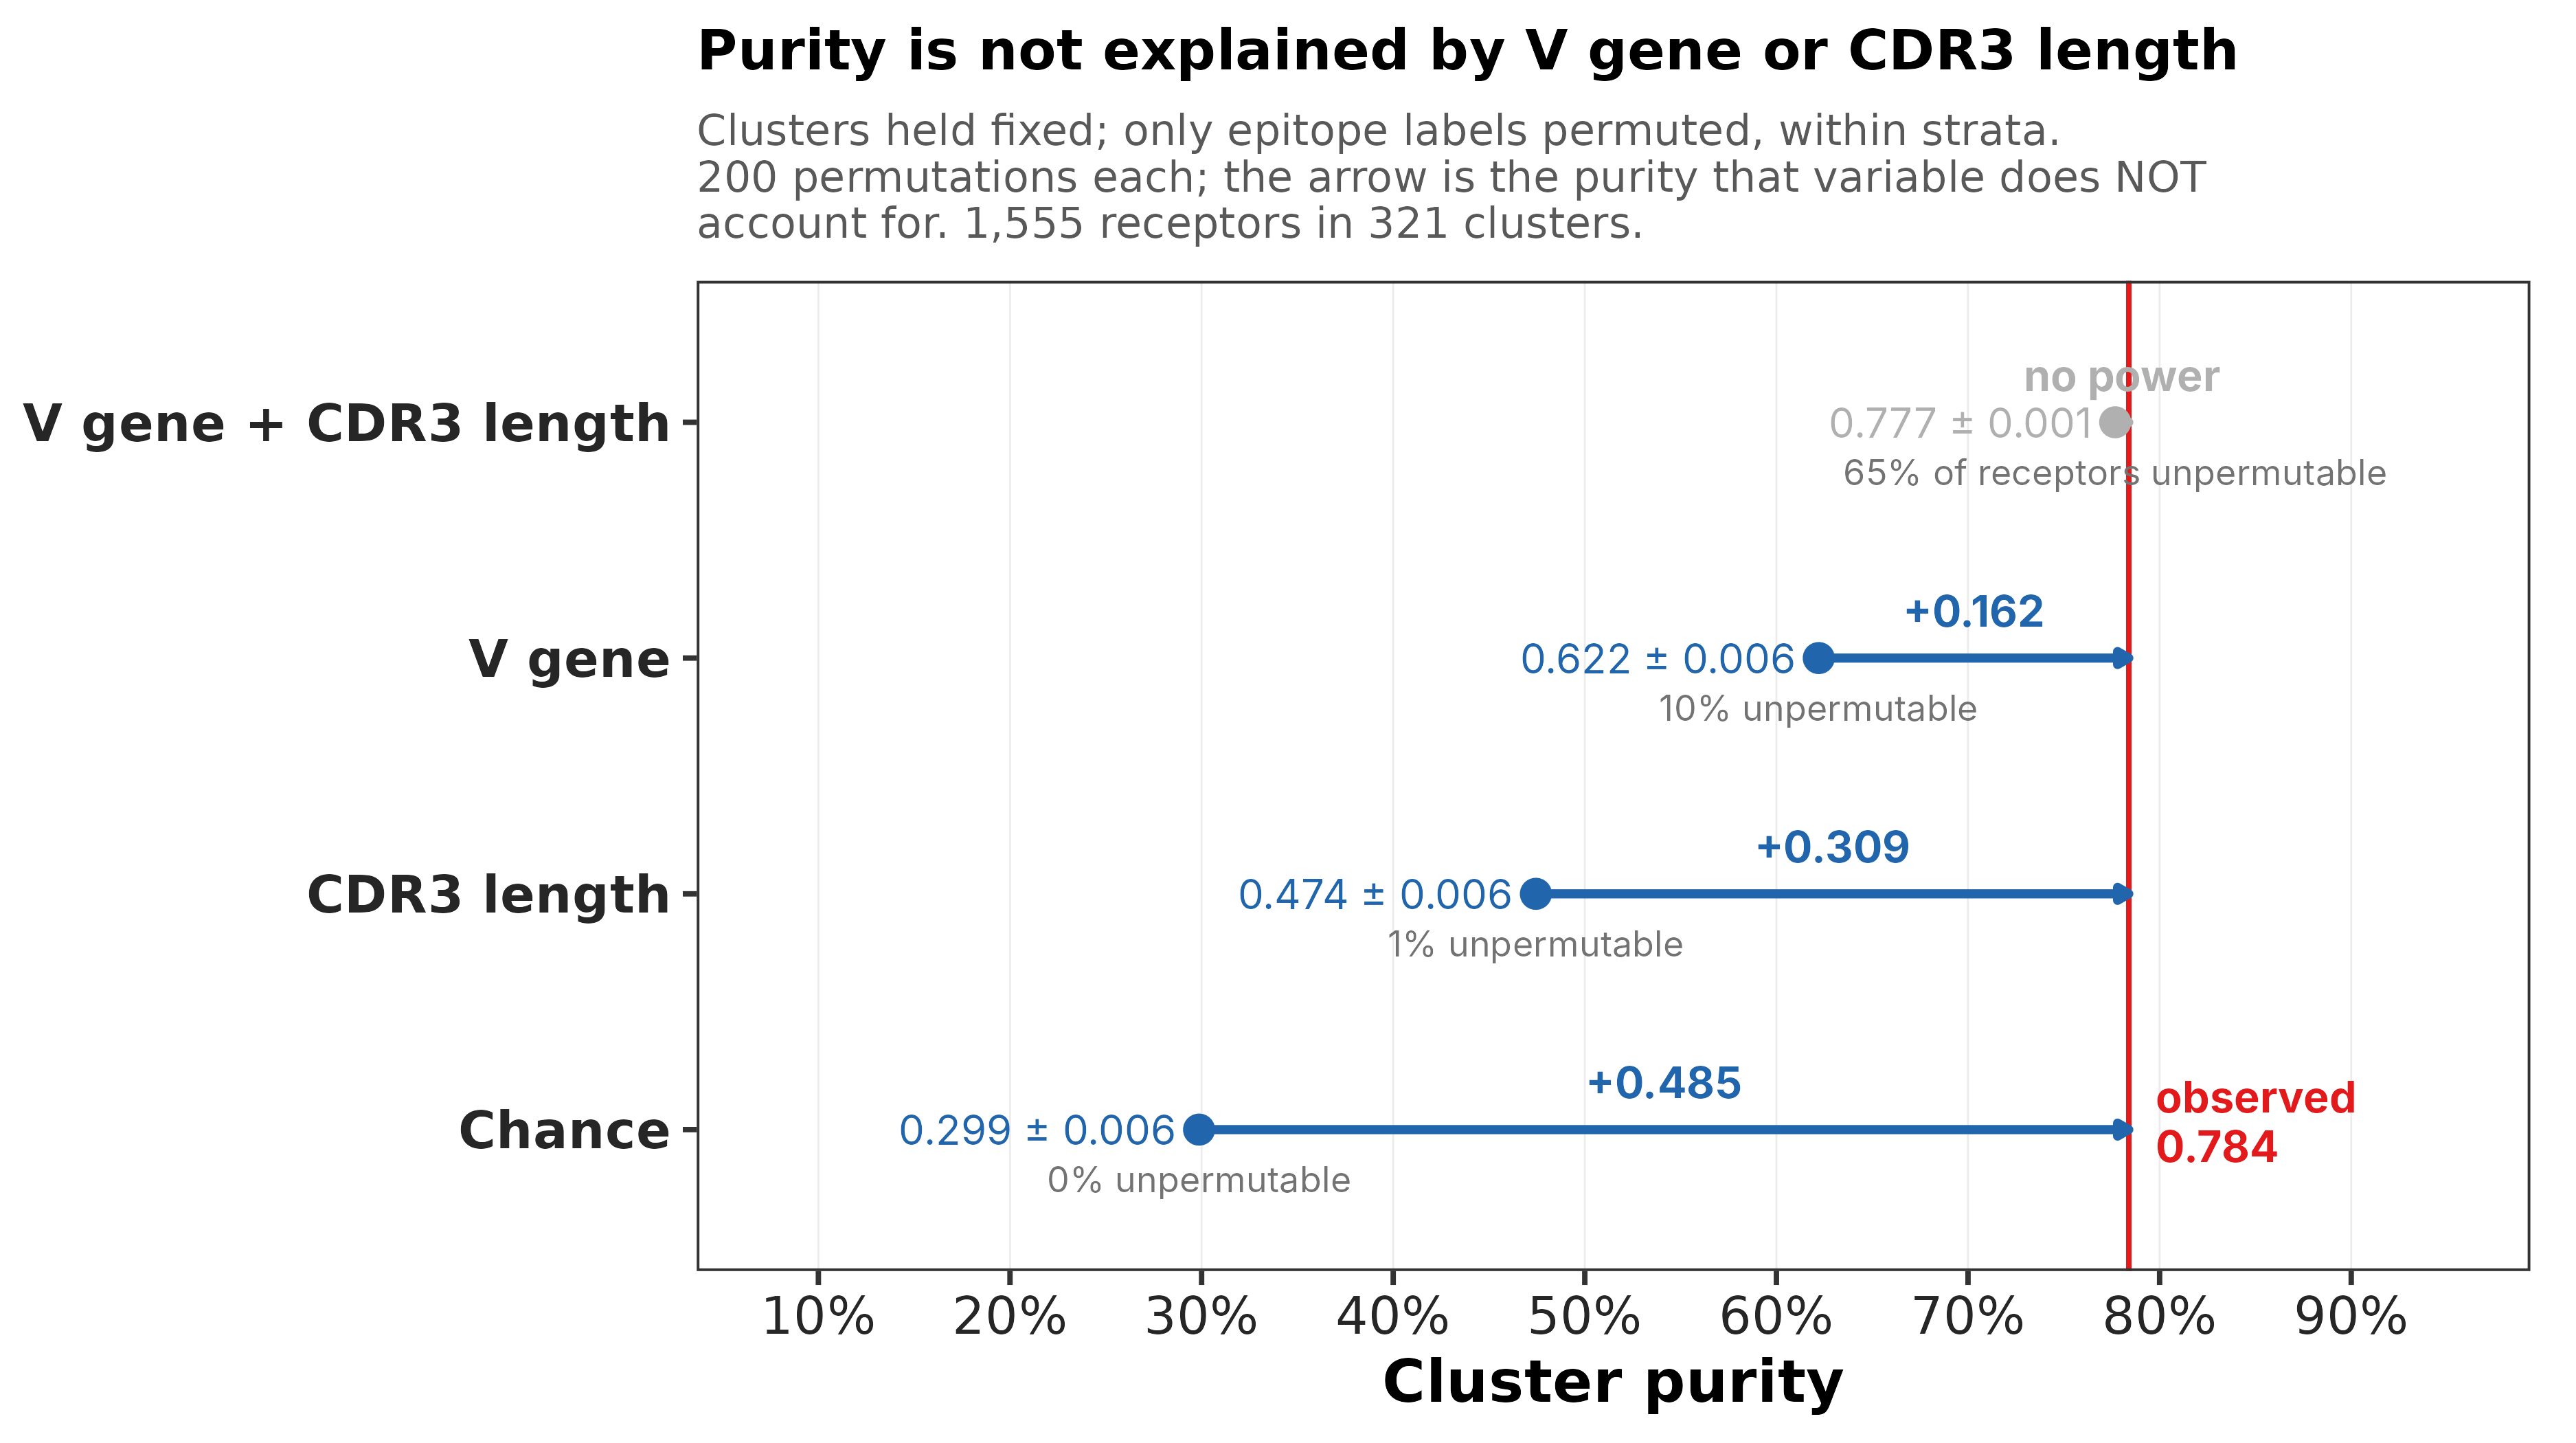 Purity is not explained by V gene or CDR3 length
Clusters held fixed; only epitope labels permuted, within strata.
200 permutations each; the arrow is the purity that variable does NOT
account for. 1,555 receptors in 321 clusters.
no power
V gene + CDR3 length
0.777 ± 0.001
65% of receptors unpermutable
+0.162
V gene
0.622 ± 0.006
10% unpermutable
+0.309
CDR3 length
0.474 ± 0.006
1% unpermutable
+0.485
Chance
0.299 ± 0.006
observed
0.784
0% unpermutable
10% 20% 30% 40% 50% 60% 70% 80% 90%
Cluster purity